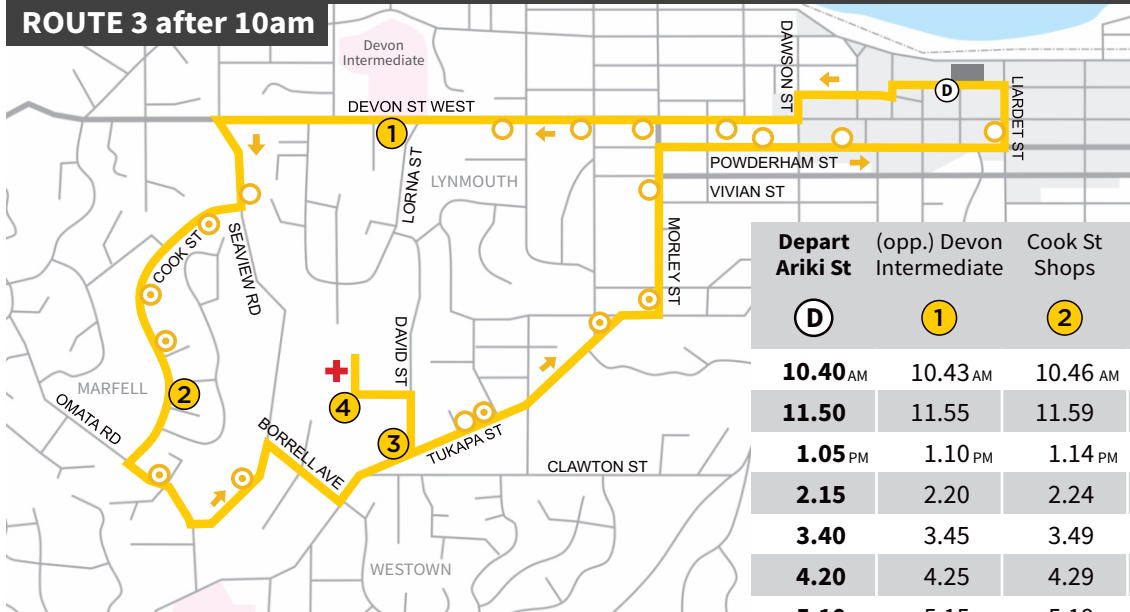 ROUTE 3 after 10am
Devon
Intermediate
DEVON ST WEST
1
DAWSON ST
D
LIARDET ST
LORNA ST
LYNMOUTH
POWDERHAM ST
VIVIAN ST
COOK ST
SEAVIEW RD
MORLEY ST
DAVID ST
MARFELL
2
4
OMATA RD
BORRELL AVE
3
TUKAPA ST
CLAWTON ST
WESTOWN
Depart (opp.) Devon Cook St
Ariki St Intermediate Shops
D 1 2
10.40 AM 10.43 AM 10.46 AM
11.50 11.55 11.59
1.05 PM 1.10 PM 1.14 PM
2.15 2.20 2.24
3.40 3.45 3.49
4.20 4.25 4.29